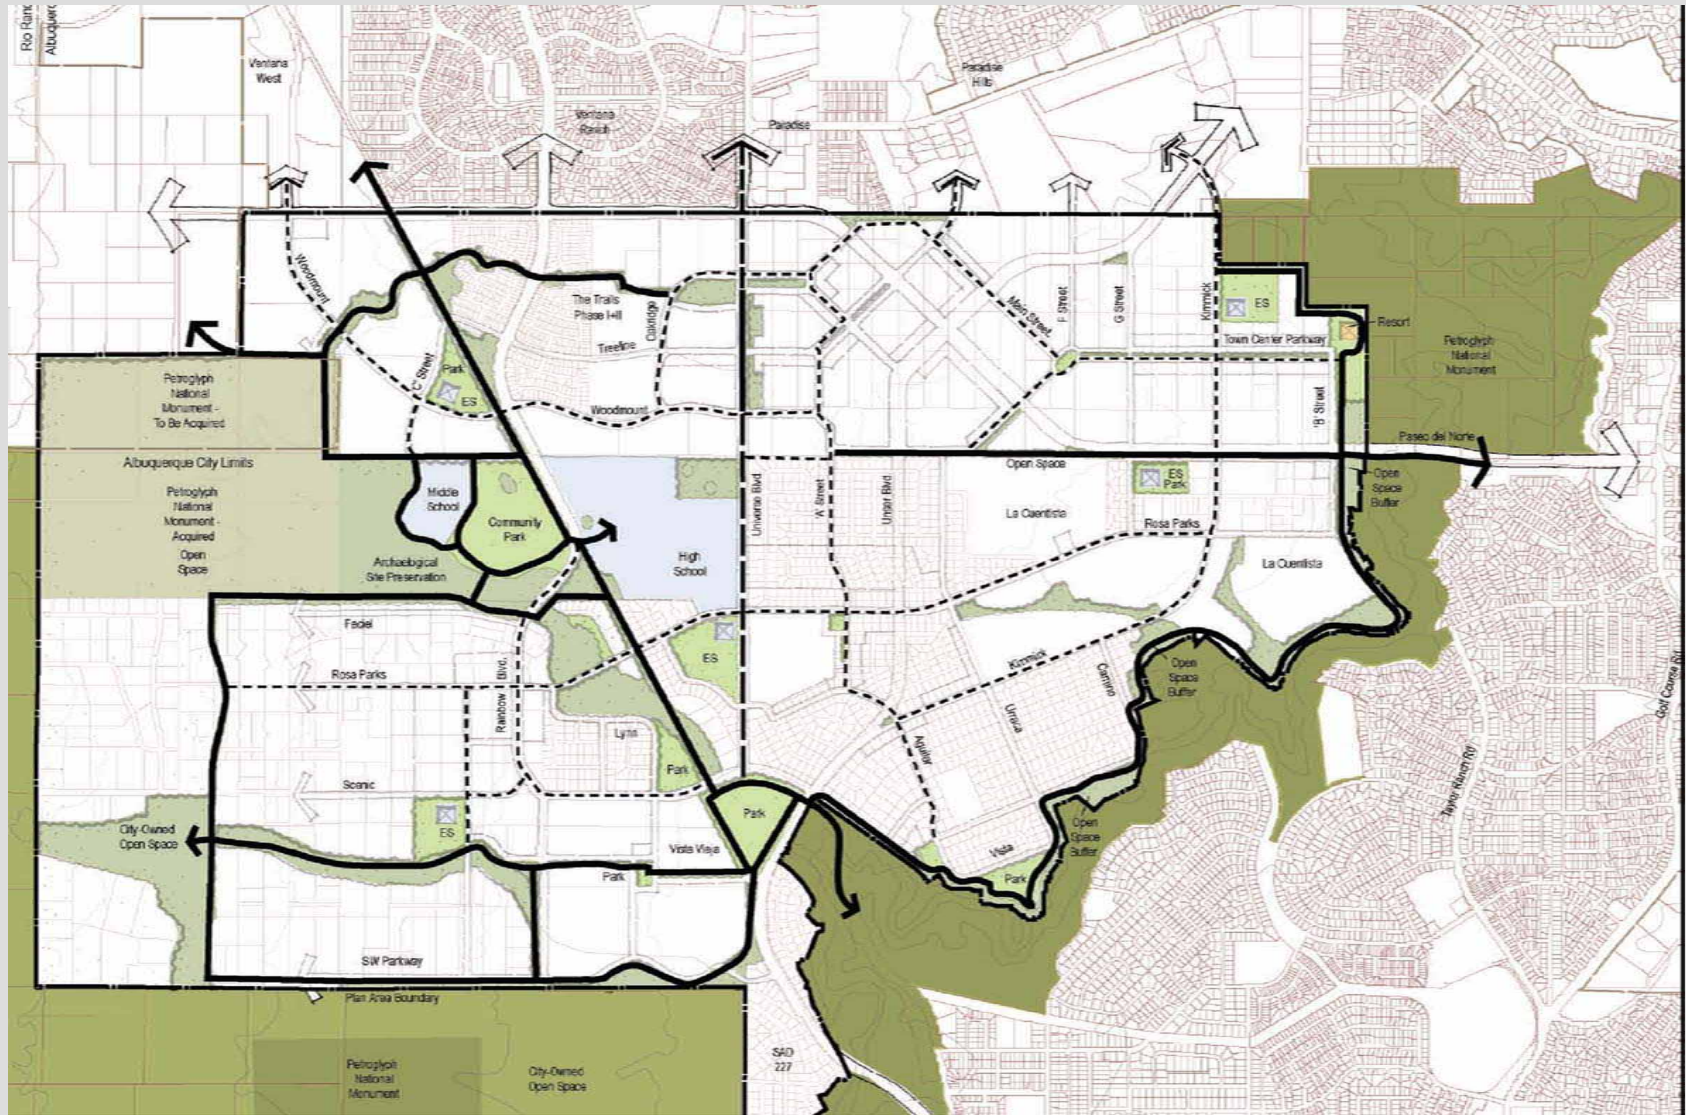 Rio Ranc
Albuquerc
Ventana
West
Ventana
Ranch
Paradise
Paradise
Hills
Woodmount
The Trails
Phase I+II
Oakridge
Treeline
'C' Street
Park
ES
Woodmount
Main Street
F Street
G Street
Kimmick
ES
Resort
Town Center Parkway
'B' Street
Petroglyph
National
Monument
Paseo del Norte
Petroglyph
National
Monument -
To Be Acquired
Albuquerque City Limits
Petroglyph
National
Monument -
Acquired
Open
Space
Middle
School
Community
Park
Archaeological
Site Preservation
High
School
Universe Blvd
'A' Street
Unser Blvd
Open Space
La Cuentista
ES
Park
Rosa Parks
Open
Space
Buffer
La Cuentista
Rosa Parks
Rainbow Blvd.
ES
Kimmick
Camino
Urraca
Aguilar
Open
Space
Buffer
Lynn
Park
Scenic
ES
City-Owned
Open Space
Park
Vista Vieja
Park
Vista
Park
Open
Space
Buffer
Taylor Ranch Rd
Golf Course Rd
SW Parkway
Plan Area Boundary
Petroglyph
National
Monument
City-Owned
Open Space
SAD
227